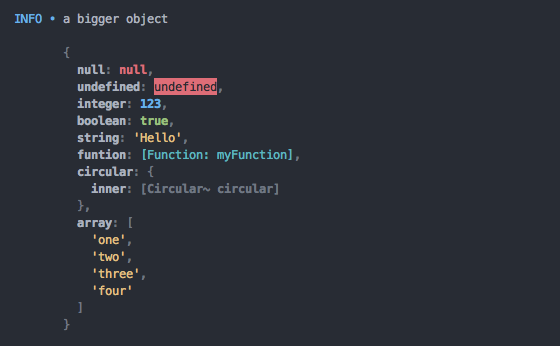 INFO • a bigger object
{
null: null,
undefined: undefined,
integer: 123,
boolean: true,
string: 'Hello',
funtion: [Function: myFunction],
circular: {
inner: [Circular~ circular]
},
array: [
'one',
'two',
'three',
'four'
]
}